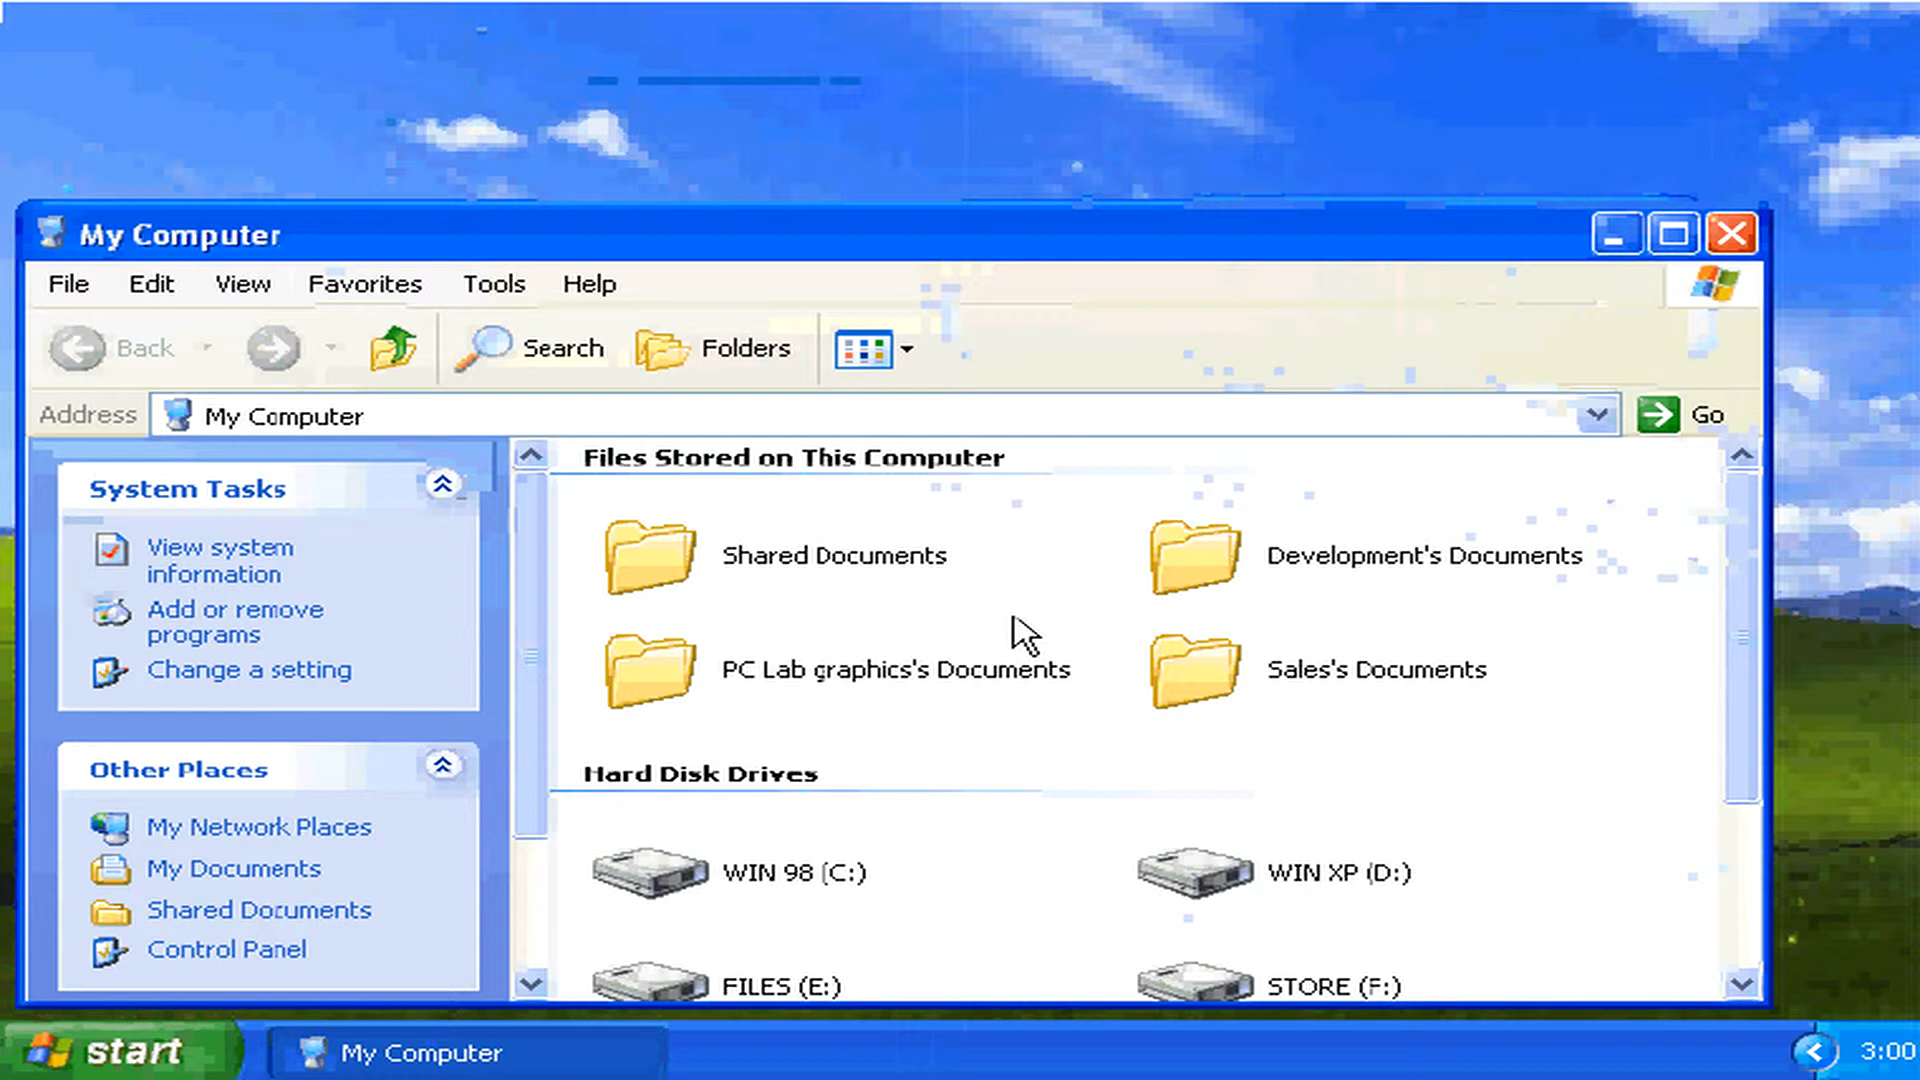 My Computer
File Edit View Favorites Tools Help
Back Search Folders
Address My Computer Go
System Tasks
View system
information
Add or remove
programs
Change a setting
Other Places
My Network Places
My Documents
Shared Documents
Control Panel
Files Stored on This Computer
Shared Documents Development's Documents
PC Lab graphics's Documents Sales's Documents
Hard Disk Drives
WIN 98 (C:) WIN XP (D:)
FILES (E:) STORE (F:)
start My Computer 3:00